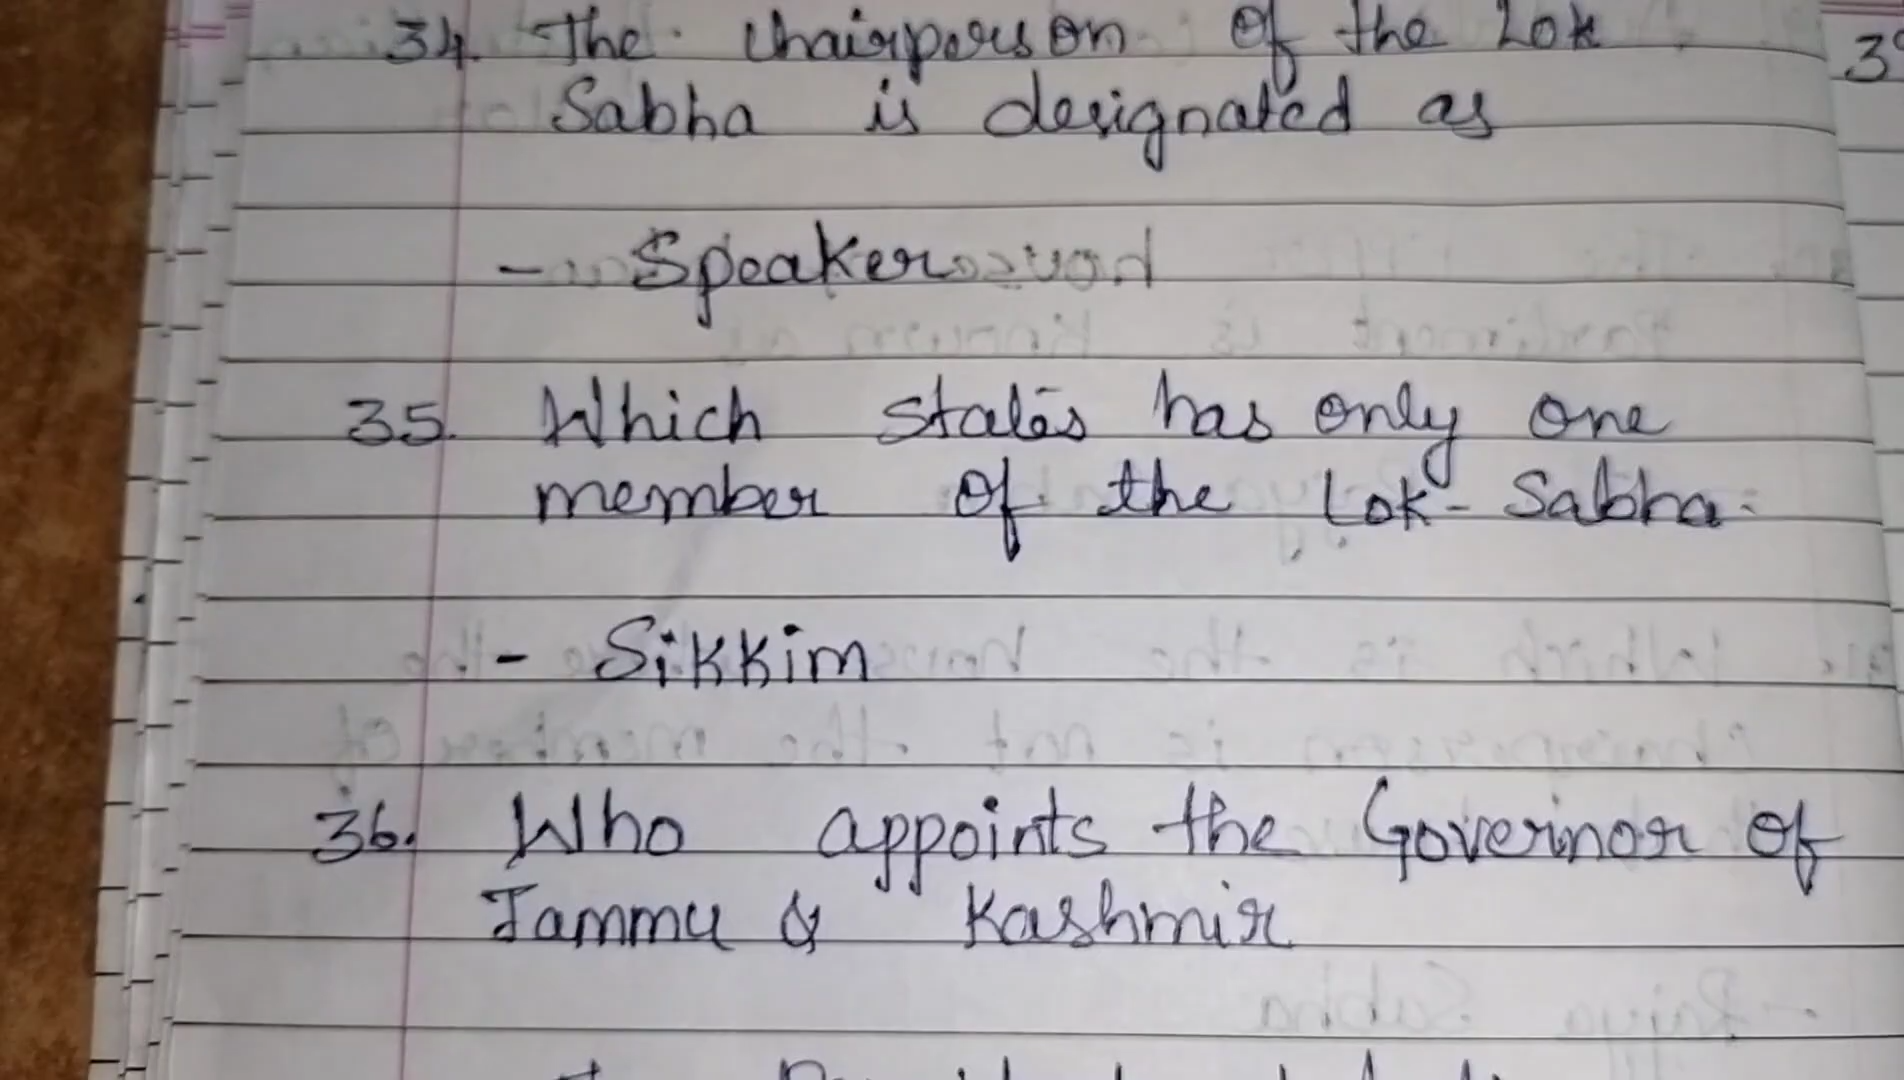 34. The chairperson of the Lok
Sabha is designated as
- Speaker
35. Which states has only one
member of the Lok-Sabha.
- Sikkim
36. Who appoints the Governor of
Jammu & Kashmir